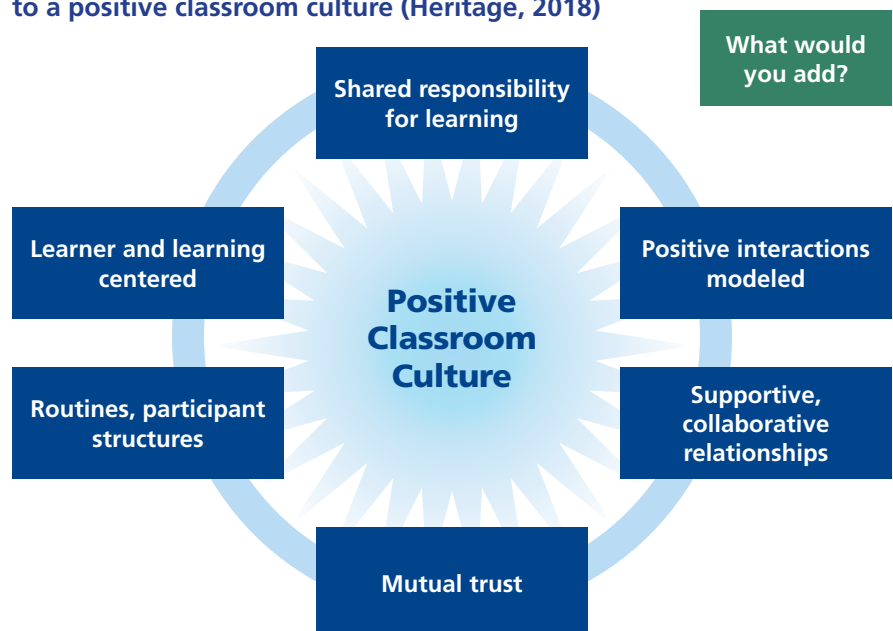 to a positive classroom culture (Heritage, 2018)
What would
you add?
Shared responsibility
for learning
Learner and learning
centered
Positive interactions
modeled
Positive
Classroom
Culture
Routines, participant
structures
Supportive,
collaborative
relationships
Mutual trust